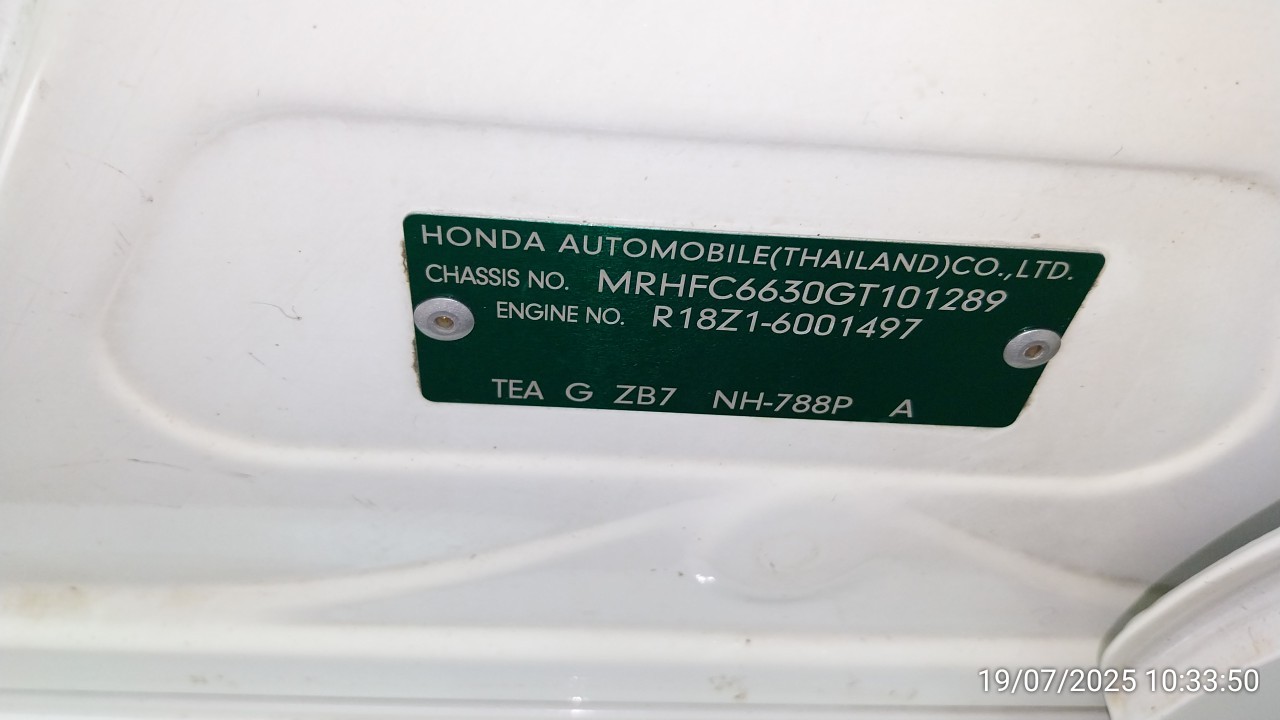 HONDA AUTOMOBILE(THAILAND)CO.,LTD.
CHASSIS NO. MRHFC6630GT101289
ENGINE NO. R18Z1-6001497
TEA G ZB7 NH-788P A
19/07/2025 10:33:50